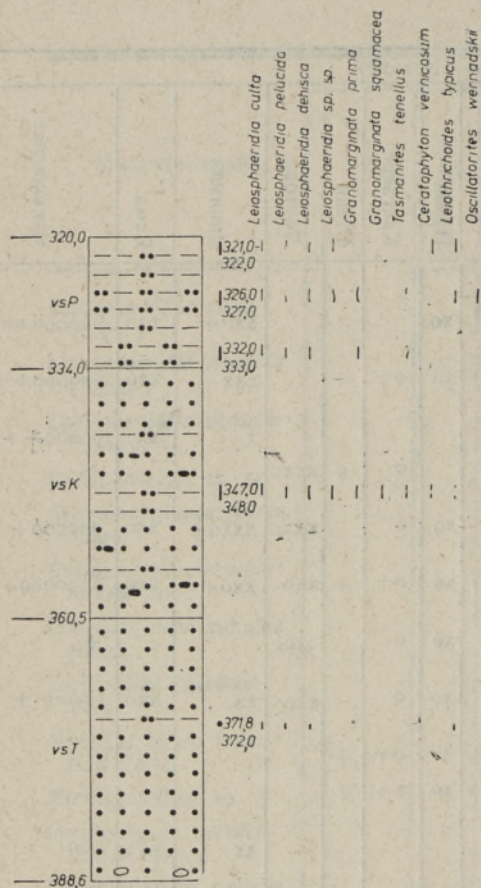 Leiosphaeridia culta
Leiosphaeridia pelucida
Leiosphaeridia dehisca
Leiosphaeridia sp. sp.
Granomarginata prima
Granomarginata squamacea
Tasmanites tenellus
Ceratophyton vernicosum
Leiothrichoides typicus
Oscillatorites wernadskii
320,0
321,0-
322,0
vsP
326,0
327,0
332,0
333,0
334,0
vsK
347,0
348,0
360,5
371,8
372,0
vsT
388,6